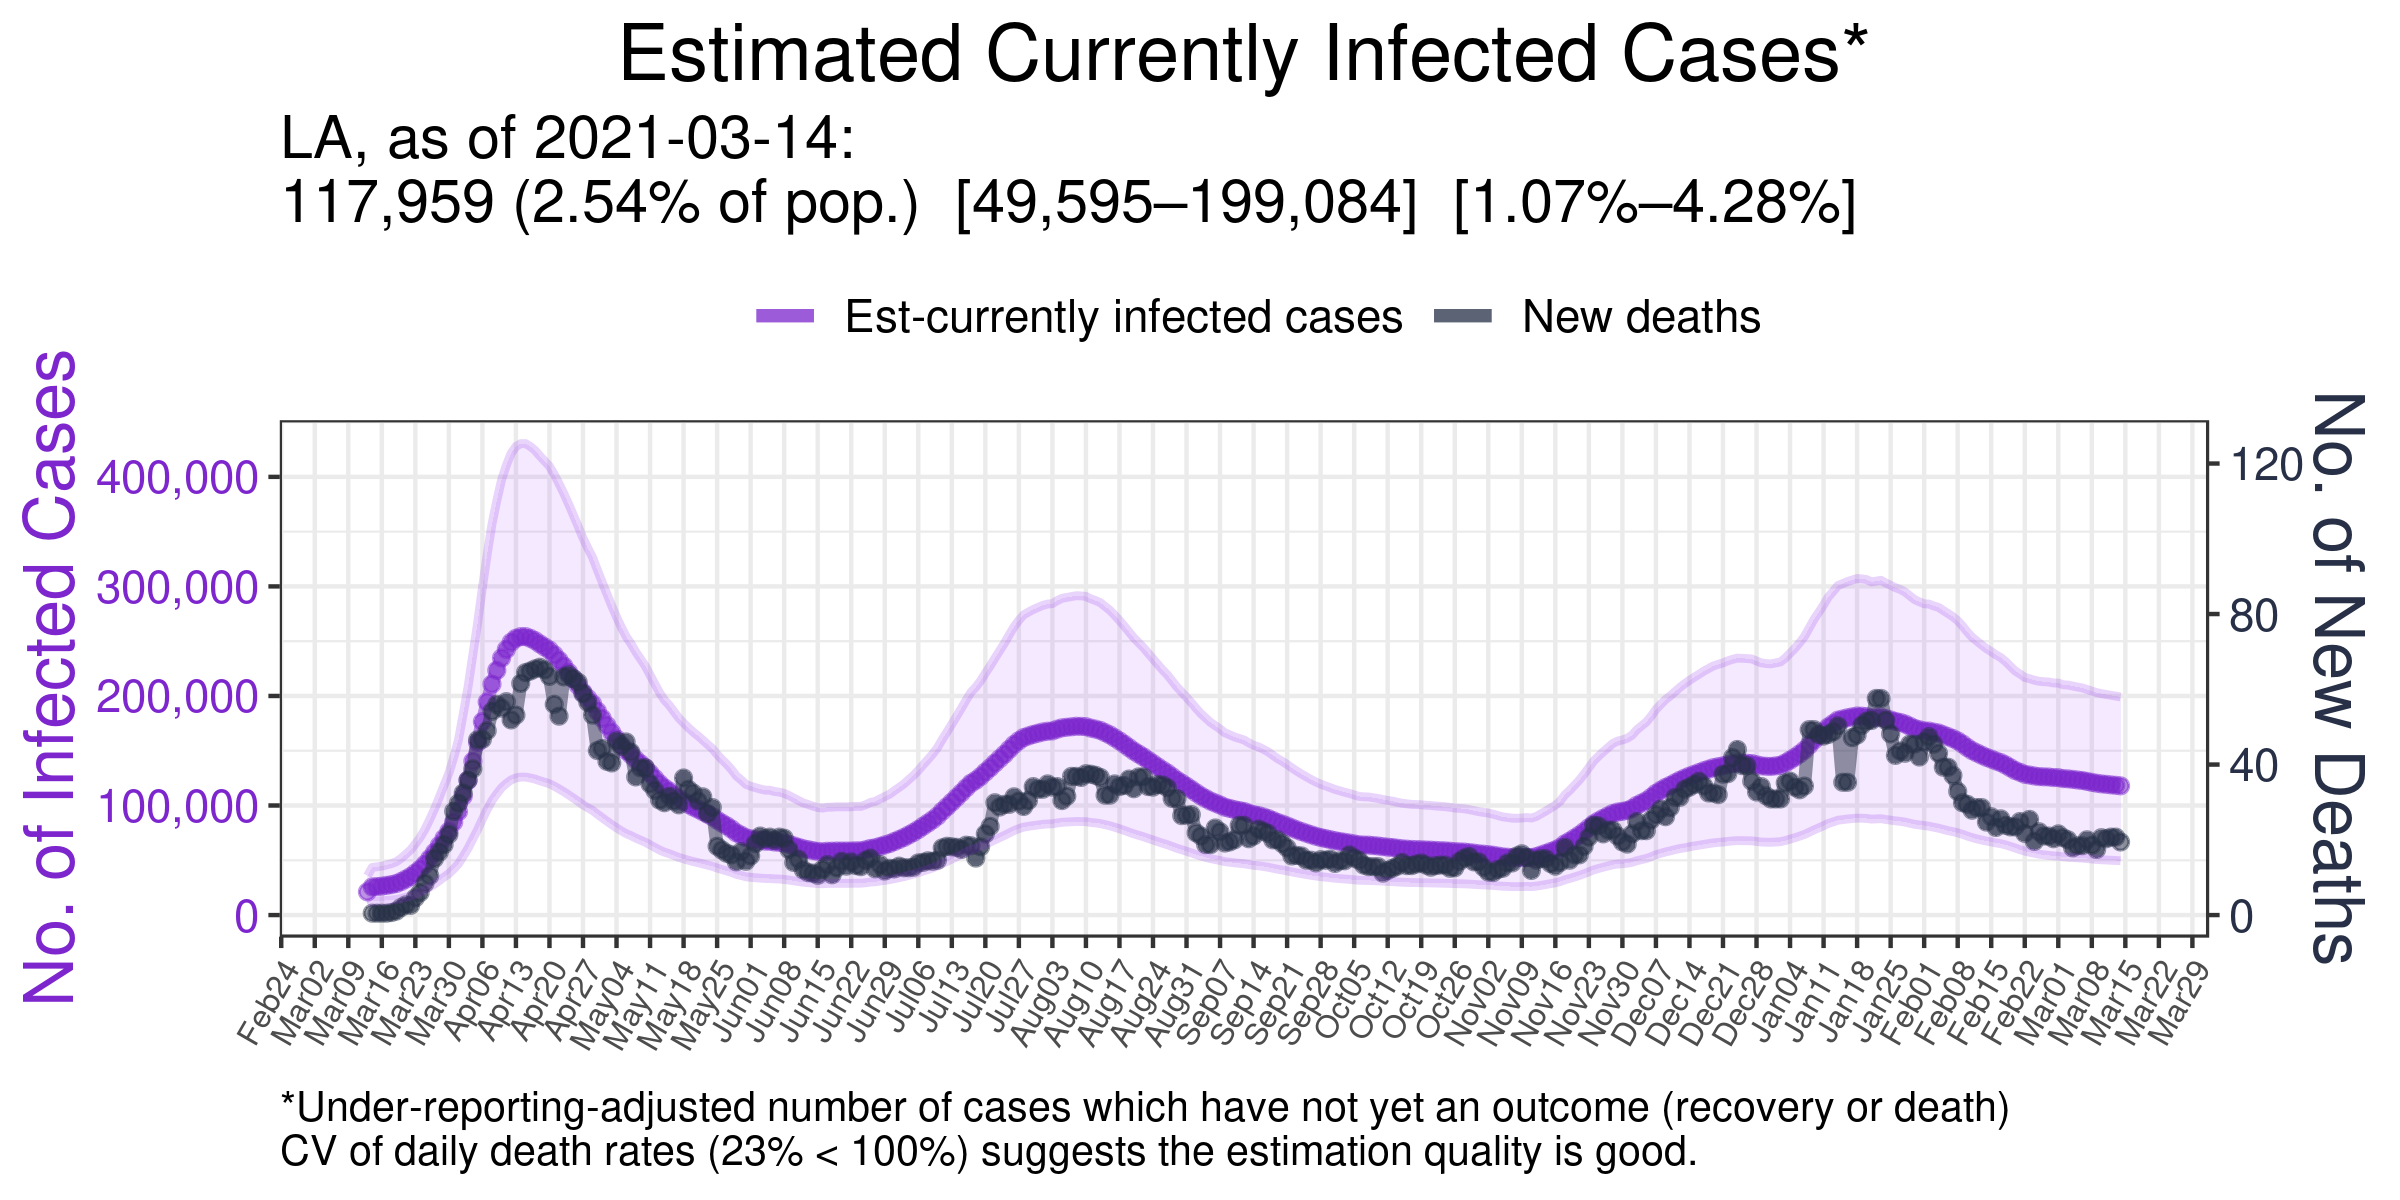 Estimated Currently Infected Cases*
LA, as of 2021-03-14:
117,959 (2.54% of pop.) [49,595–199,084] [1.07%–4.28%]
Est-currently infected cases New deaths
No. of Infected Cases
400,000
300,000
200,000
100,000
0
No. of New Deaths
120
80
40
0
Feb24 Mar02 Mar09 Mar16 Mar23 Mar30 Apr06 Apr13 Apr20 Apr27 May04 May11 May18 May25 Jun01 Jun08 Jun15 Jun22 Jun29 Jul06 Jul13 Jul20 Jul27 Aug03 Aug10 Aug17 Aug24 Aug31 Sep07 Sep14 Sep21 Sep28 Oct05 Oct12 Oct19 Oct26 Nov02 Nov09 Nov16 Nov23 Nov30 Dec07 Dec14 Dec21 Dec28 Jan04 Jan11 Jan18 Jan25 Feb01 Feb08 Feb15 Feb22 Mar01 Mar08 Mar15 Mar22 Mar29
*Under-reporting-adjusted number of cases which have not yet an outcome (recovery or death)
CV of daily death rates (23% < 100%) suggests the estimation quality is good.